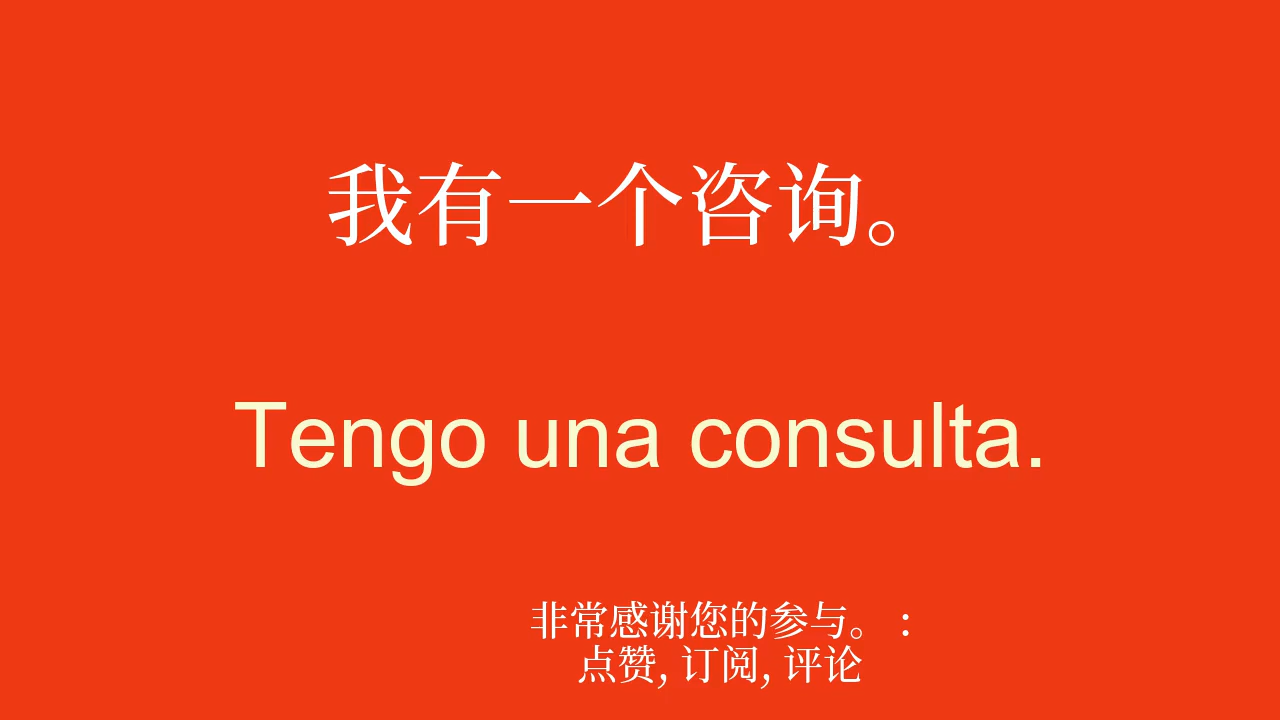 我有一个咨询。
Tengo una consulta.
非常感谢您的参与。 :
点赞, 订阅, 评论